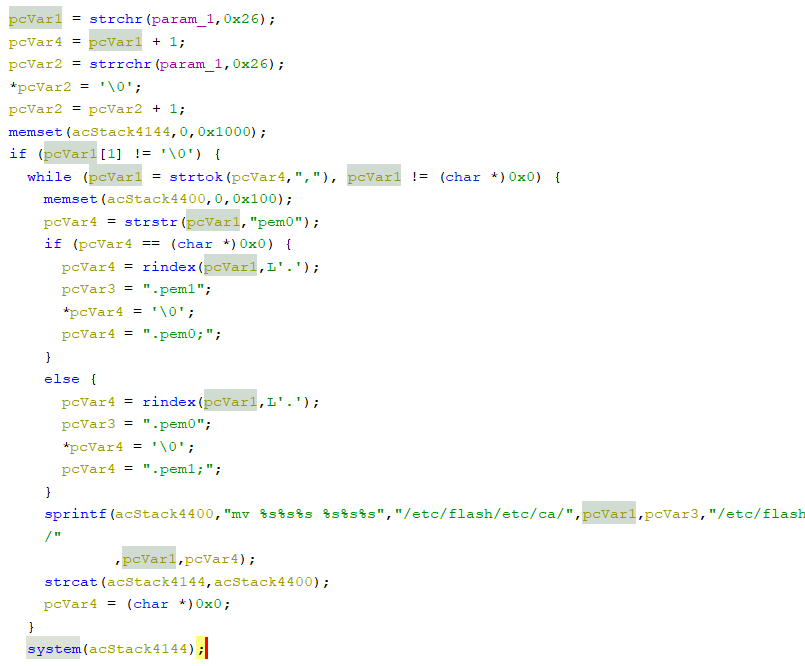 pcVar1 = strchr(param_1,0x26);
pcVar4 = pcVar1 + 1;
pcVar2 = strrchr(param_1,0x26);
*pcVar2 = '\0';
pcVar2 = pcVar2 + 1;
memset(acStack4144,0,0x1000);
if (pcVar1[1] != '\0') {
while (pcVar1 = strtok(pcVar4,","), pcVar1 != (char *)0x0) {
memset(acStack4400,0,0x100);
pcVar4 = strstr(pcVar1,"pem0");
if (pcVar4 == (char *)0x0) {
pcVar4 = rindex(pcVar1,L'.');
pcVar3 = ".pem1";
*pcVar4 = '\0';
pcVar4 = ".pem0;";
}
else {
pcVar4 = rindex(pcVar1,L'.');
pcVar3 = ".pem0";
*pcVar4 = '\0';
pcVar4 = ".pem1;";
}
sprintf(acStack4400,"mv %s%s%s %s%s%s","/etc/flash/etc/ca/",pcVar1,pcVar3,"/etc/flash
/"
,pcVar1,pcVar4);
strcat(acStack4144,acStack4400);
pcVar4 = (char *)0x0;
}
system(acStack4144);